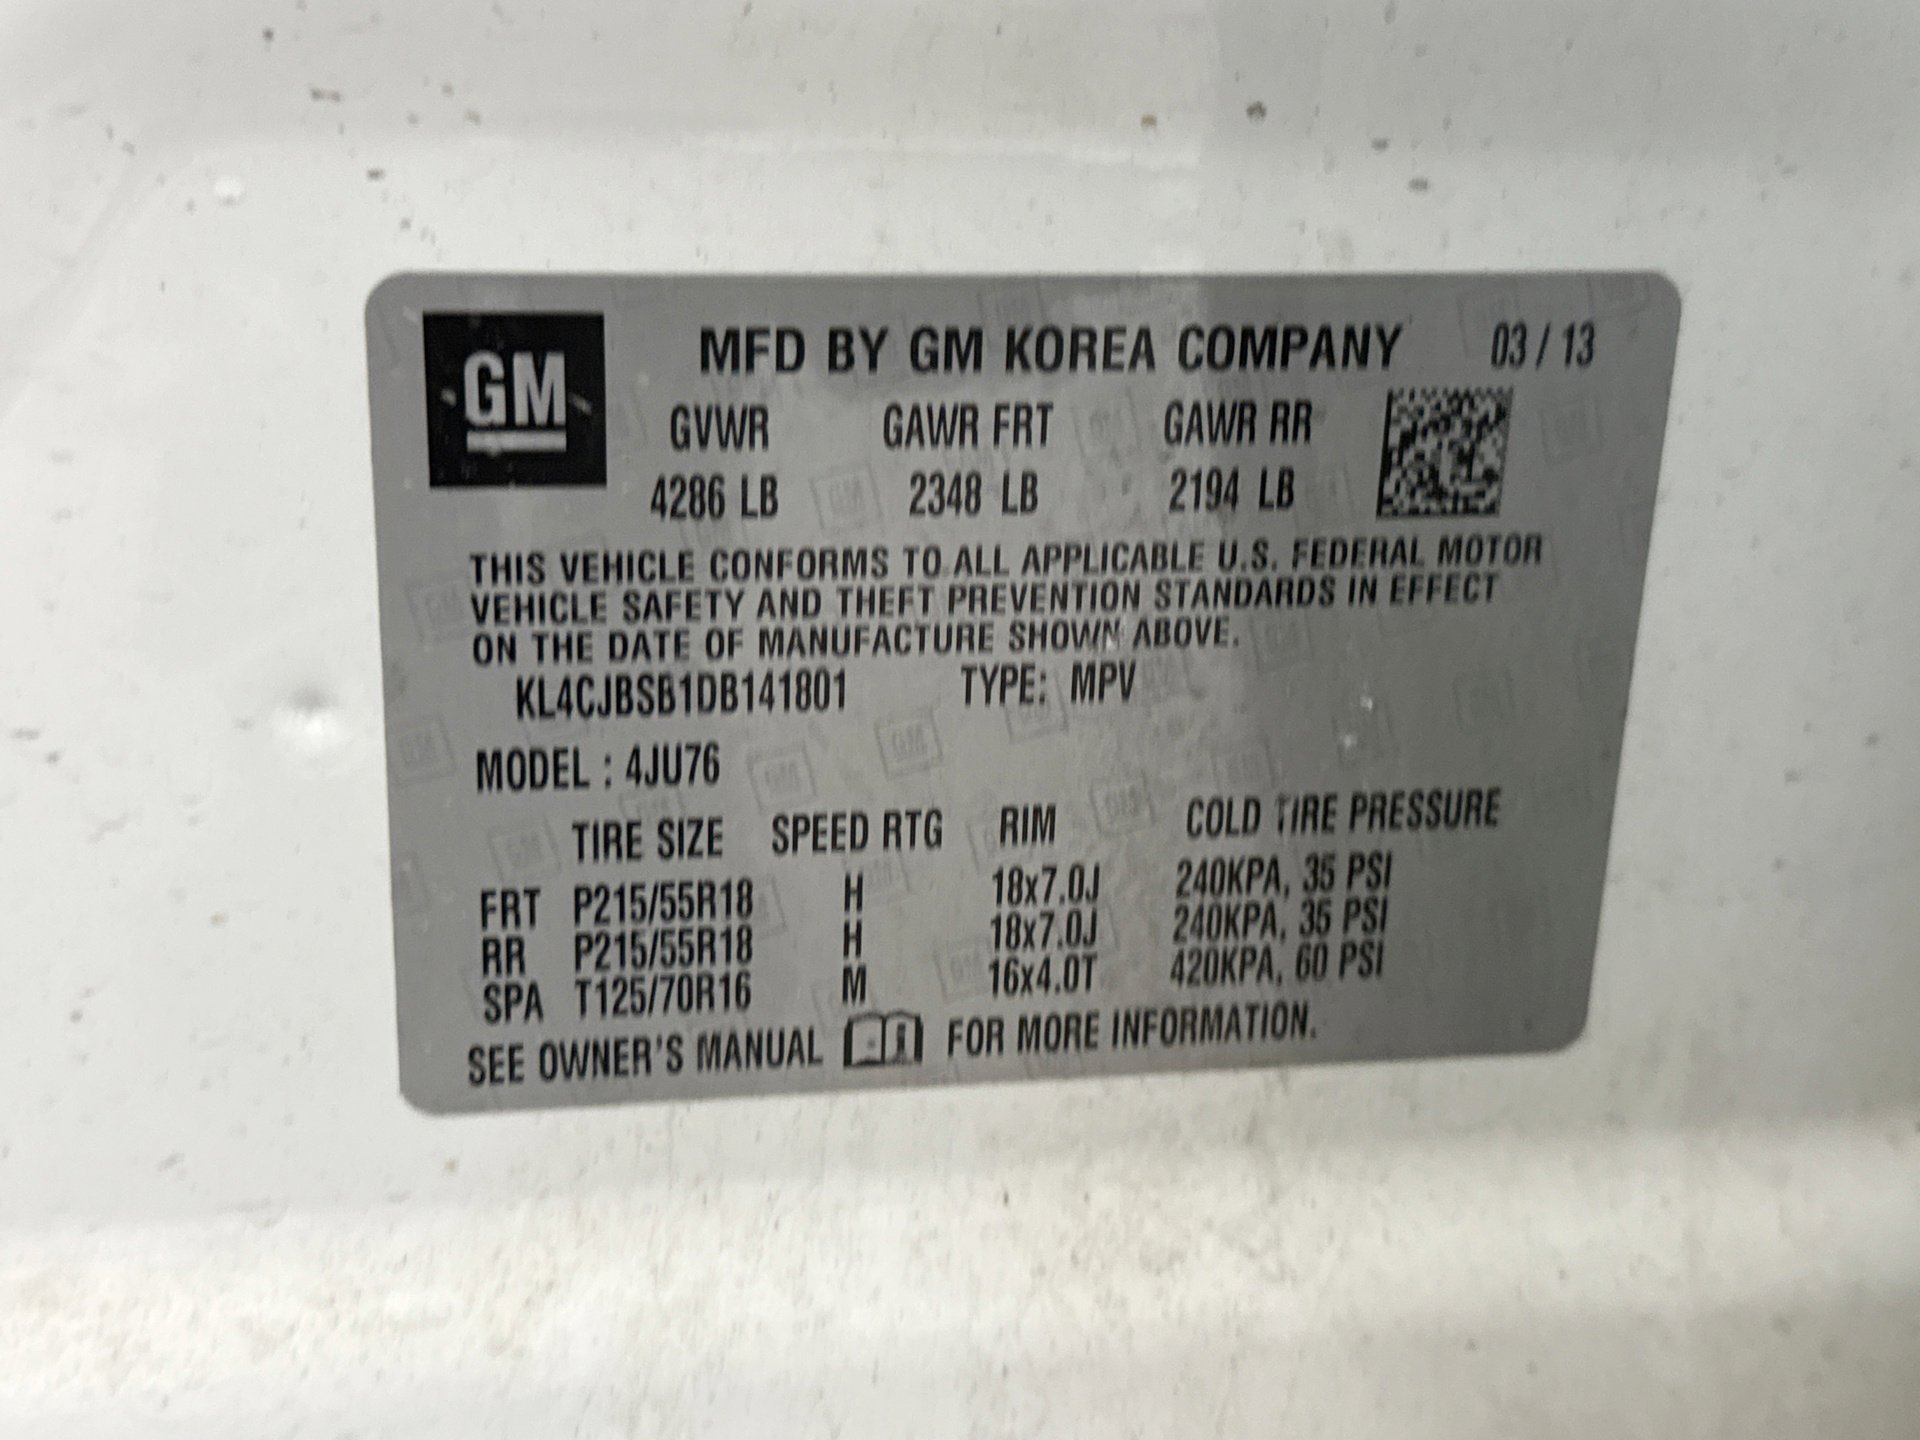 GM
MFD BY GM KOREA COMPANY 03 / 13
GVWR GAWR FRT GAWR RR
4286 LB 2348 LB 2194 LB
THIS VEHICLE CONFORMS TO ALL APPLICABLE U.S. FEDERAL MOTOR
VEHICLE SAFETY AND THEFT PREVENTION STANDARDS IN EFFECT
ON THE DATE OF MANUFACTURE SHOWN ABOVE.
KL4CJBSB1DB141801 TYPE: MPV
MODEL : 4JU76
TIRE SIZE SPEED RTG RIM COLD TIRE PRESSURE
FRT P215/55R18 H 18x7.0J 240KPA, 35 PSI
RR P215/55R18 H 18x7.0J 240KPA, 35 PSI
SPA T125/70R16 M 16x4.0T 420KPA, 60 PSI
SEE OWNER'S MANUAL FOR MORE INFORMATION.